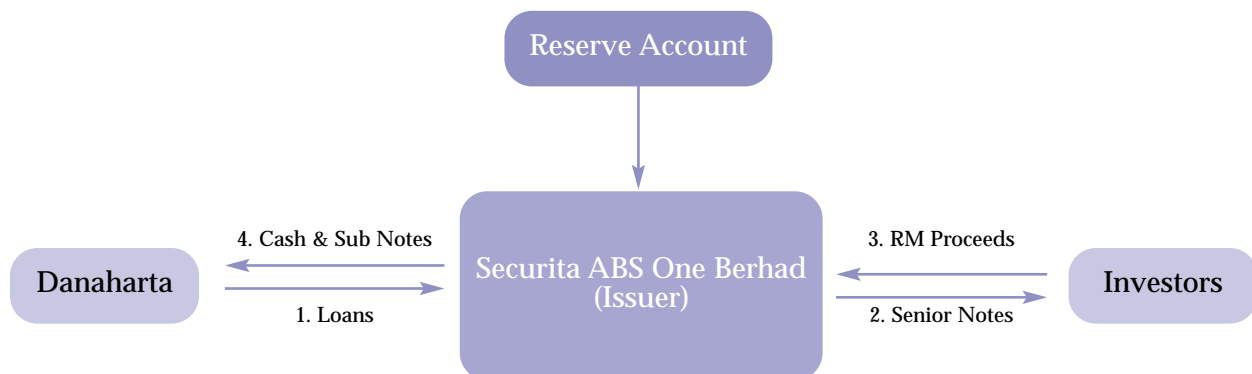 Reserve Account
4. Cash & Sub Notes
3. RM Proceeds
Danaharta
Securita ABS One Berhad
(Issuer)
Investors
1. Loans
2. Senior Notes